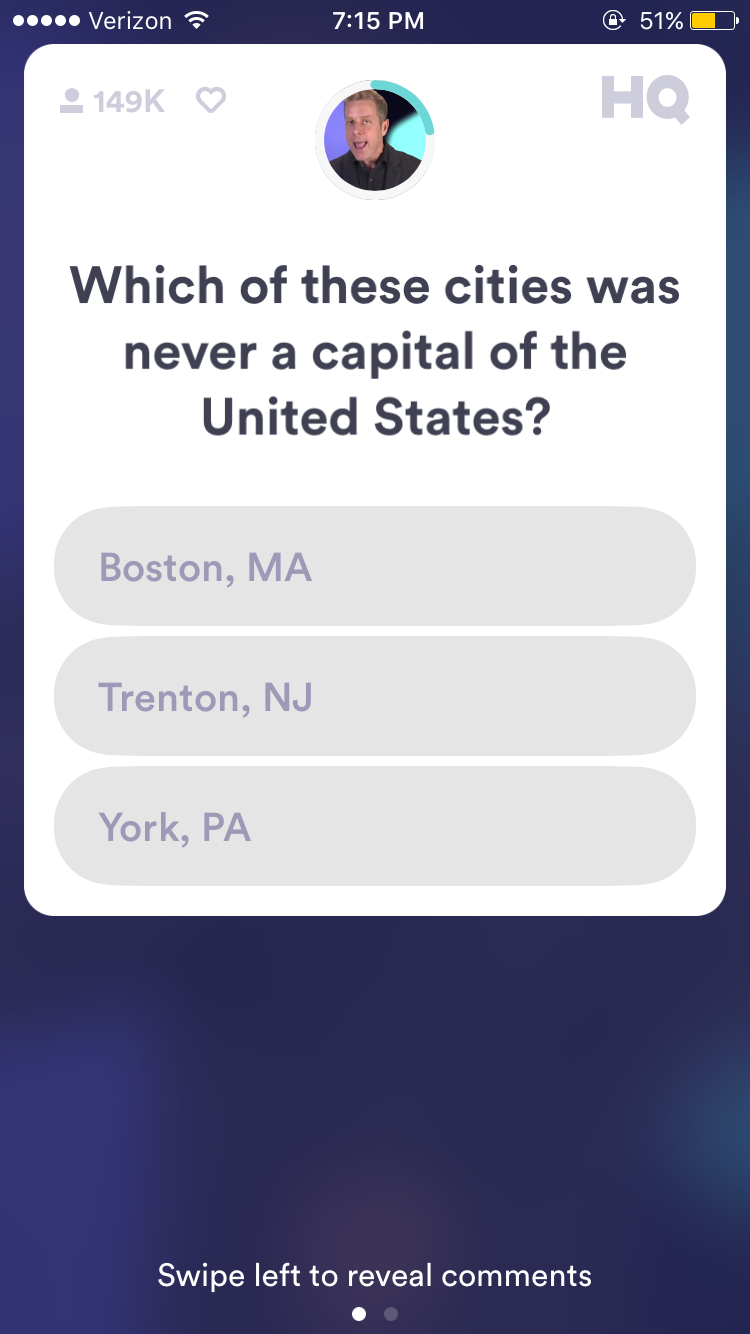 Verizon 7:15 PM 51%
149K HQ
Which of these cities was
never a capital of the
United States?
Boston, MA
Trenton, NJ
York, PA
Swipe left to reveal comments